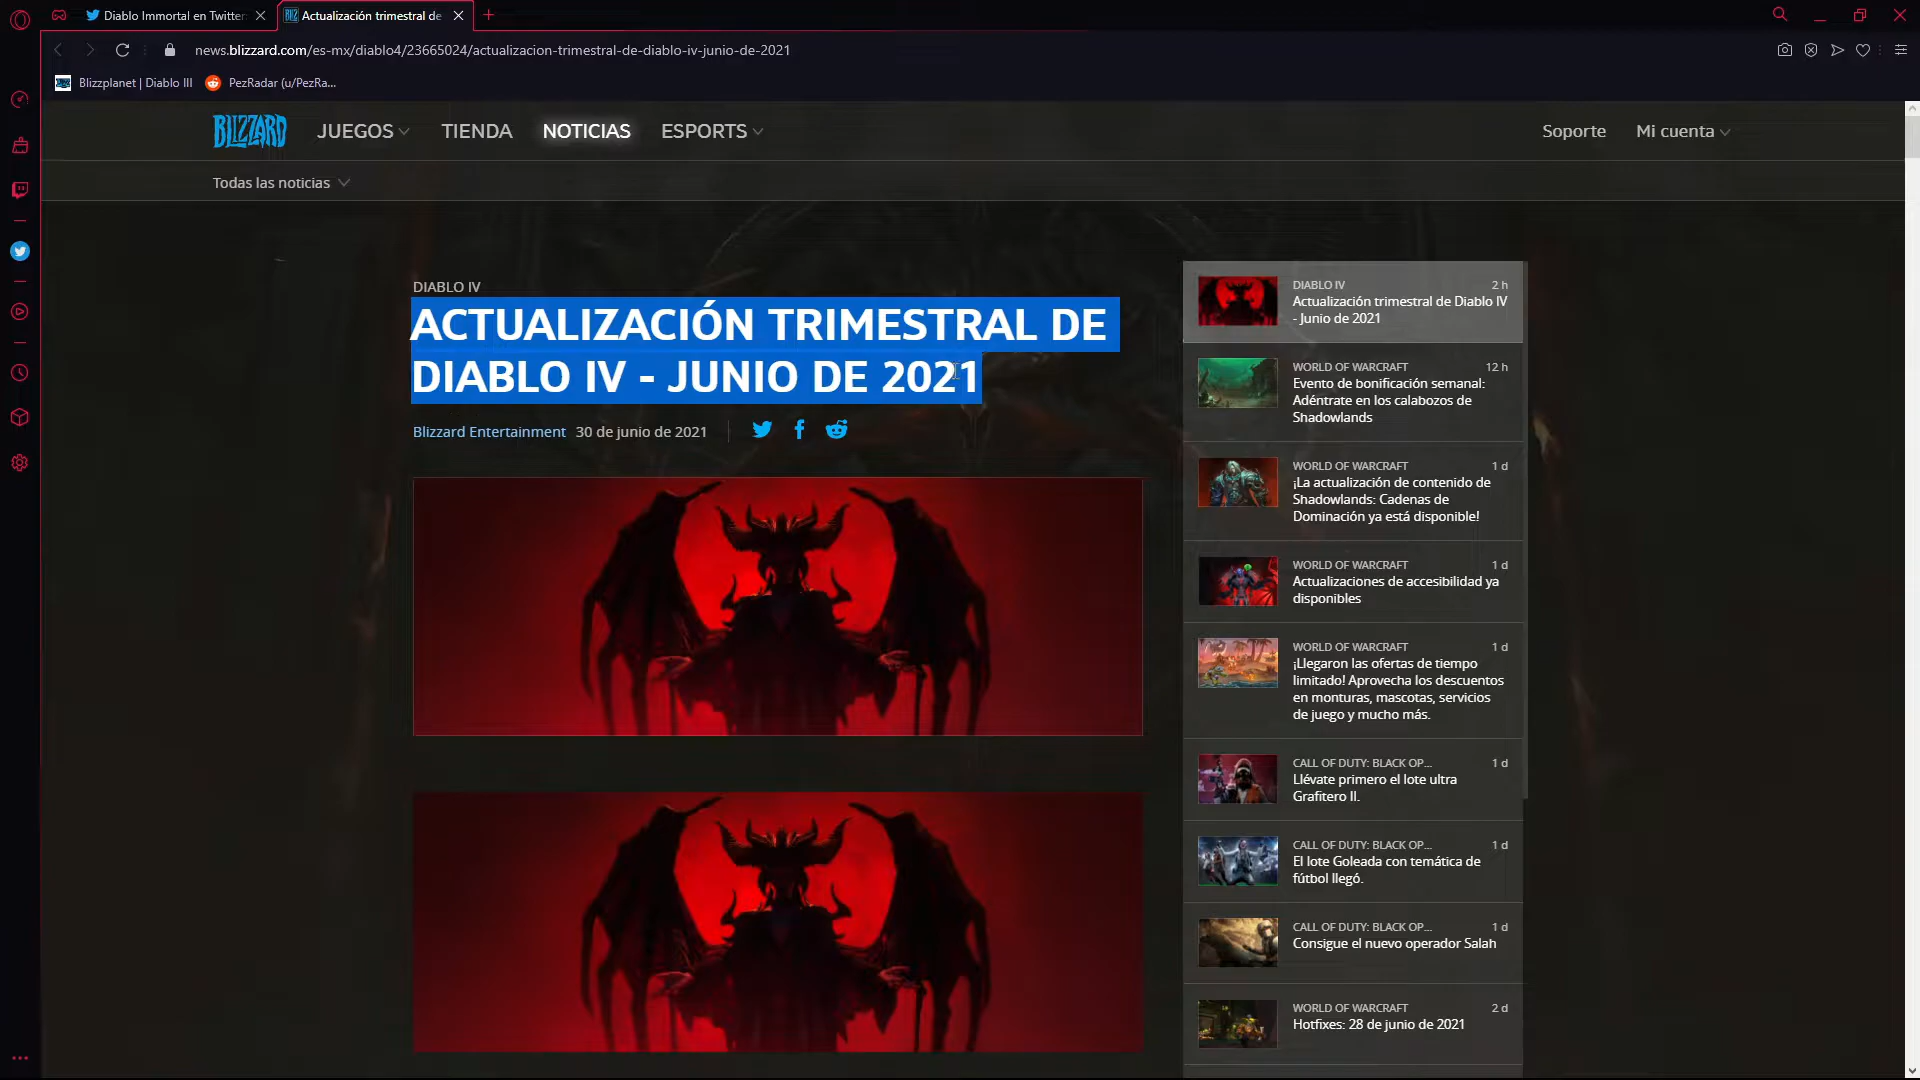 Diablo Immortal en Twitter
Actualización trimestral de
news.blizzard.com/es-mx/diablo4/23665024/actualizacion-trimestral-de-diablo-iv-junio-de-2021
Blizzplanet | Diablo III
PezRadar (u/PezRa...
BLIZZARD
JUEGOS
TIENDA
NOTICIAS
ESPORTS
Soporte
Mi cuenta
Todas las noticias
DIABLO IV
ACTUALIZACIÓN TRIMESTRAL DE
DIABLO IV - JUNIO DE 2021
Blizzard Entertainment 30 de junio de 2021
DIABLO IV 2 h
Actualización trimestral de Diablo IV
- Junio de 2021
WORLD OF WARCRAFT 12 h
Evento de bonificación semanal:
Adéntrate en los calabozos de
Shadowlands
WORLD OF WARCRAFT 1 d
¡La actualización de contenido de
Shadowlands: Cadenas de
Dominación ya está disponible!
WORLD OF WARCRAFT 1 d
Actualizaciones de accesibilidad ya
disponibles
WORLD OF WARCRAFT 1 d
¡Llegaron las ofertas de tiempo
limitado! Aprovecha los descuentos
en monturas, mascotas, servicios
de juego y mucho más.
CALL OF DUTY: BLACK OP... 1 d
Llévate primero el lote ultra
Grafitero II.
CALL OF DUTY: BLACK OP... 1 d
El lote Goleada con temática de
fútbol llegó.
CALL OF DUTY: BLACK OP... 1 d
Consigue el nuevo operador Salah
WORLD OF WARCRAFT 2 d
Hotfixes: 28 de junio de 2021